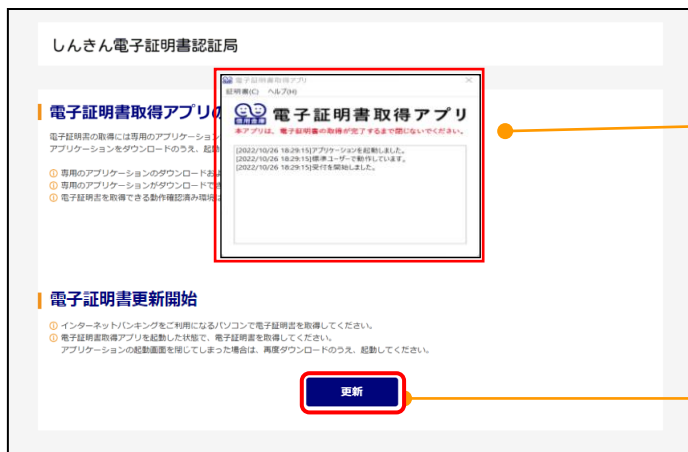 しんきん電子証明書認証局
電子証明書取得アプリの
電子証明書の取得には専用のアプリケーション
アプリケーションをダウンロードのうえ、起動
専用のアプリケーションのダウンロードおよ
専用のアプリケーションがダウンロードでき
電子証明書を取得できる動作確認済み環境は
電子証明書取得アプリ
証明書(C) ヘルプ(H)
信用金庫
電子証明書取得アプリ
本アプリは、電子証明書の取得が完了するまで閉じないでください。
[2022/10/26 18:29:15]アプリケーションを起動しました。
[2022/10/26 18:29:15]標準ユーザーで動作しています。
[2022/10/26 18:29:15]受付を開始しました。
電子証明書更新開始
インターネットバンキングをご利用になるパソコンで電子証明書を取得してください。
電子証明書取得アプリを起動した状態で、電子証明書を取得してください。
アプリケーションの起動画面を閉じてしまった場合は、再度ダウンロードのうえ、起動してください。
更新